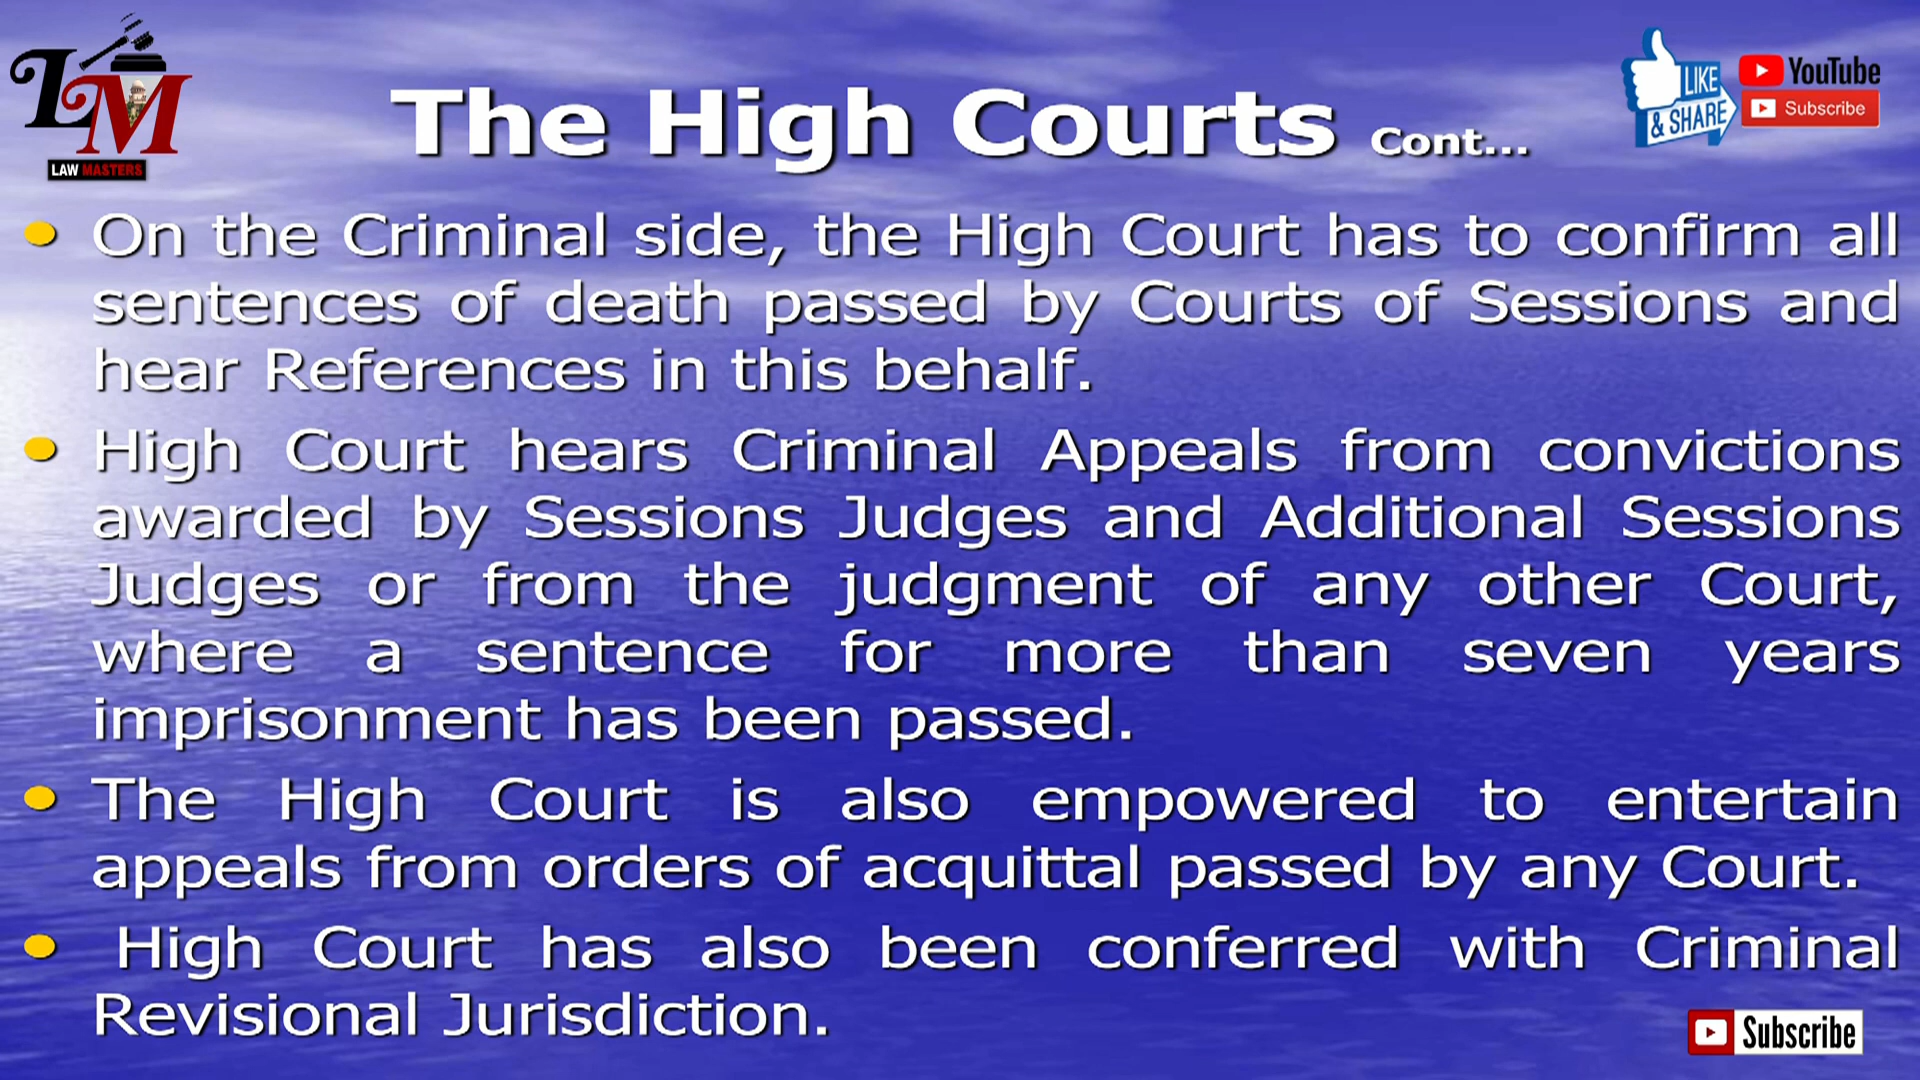 LM
LAW MASTERS
The High Courts Cont...
LIKE & SHARE
YouTube
Subscribe
• On the Criminal side, the High Court has to confirm all
sentences of death passed by Courts of Sessions and
hear References in this behalf.
• High Court hears Criminal Appeals from convictions
awarded by Sessions Judges and Additional Sessions
Judges or from the judgment of any other Court,
where a sentence for more than seven years
imprisonment has been passed.
• The High Court is also empowered to entertain
appeals from orders of acquittal passed by any Court.
• High Court has also been conferred with Criminal
Revisional Jurisdiction.
Subscribe